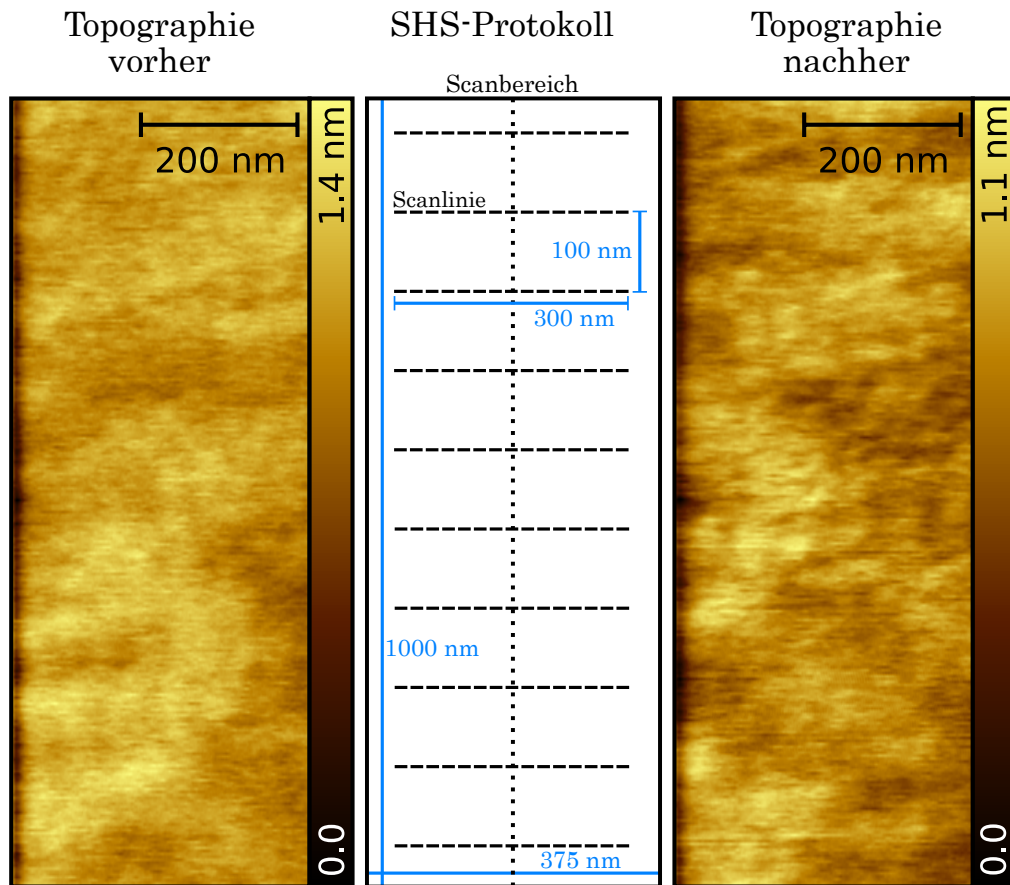 Topographie
vorher
SHS-Protokoll
Topographie
nachher
Scanbereich
200 nm
1.4 nm
0.0
Scanlinie
100 nm
300 nm
1000 nm
375 nm
200 nm
1.1 nm
0.0